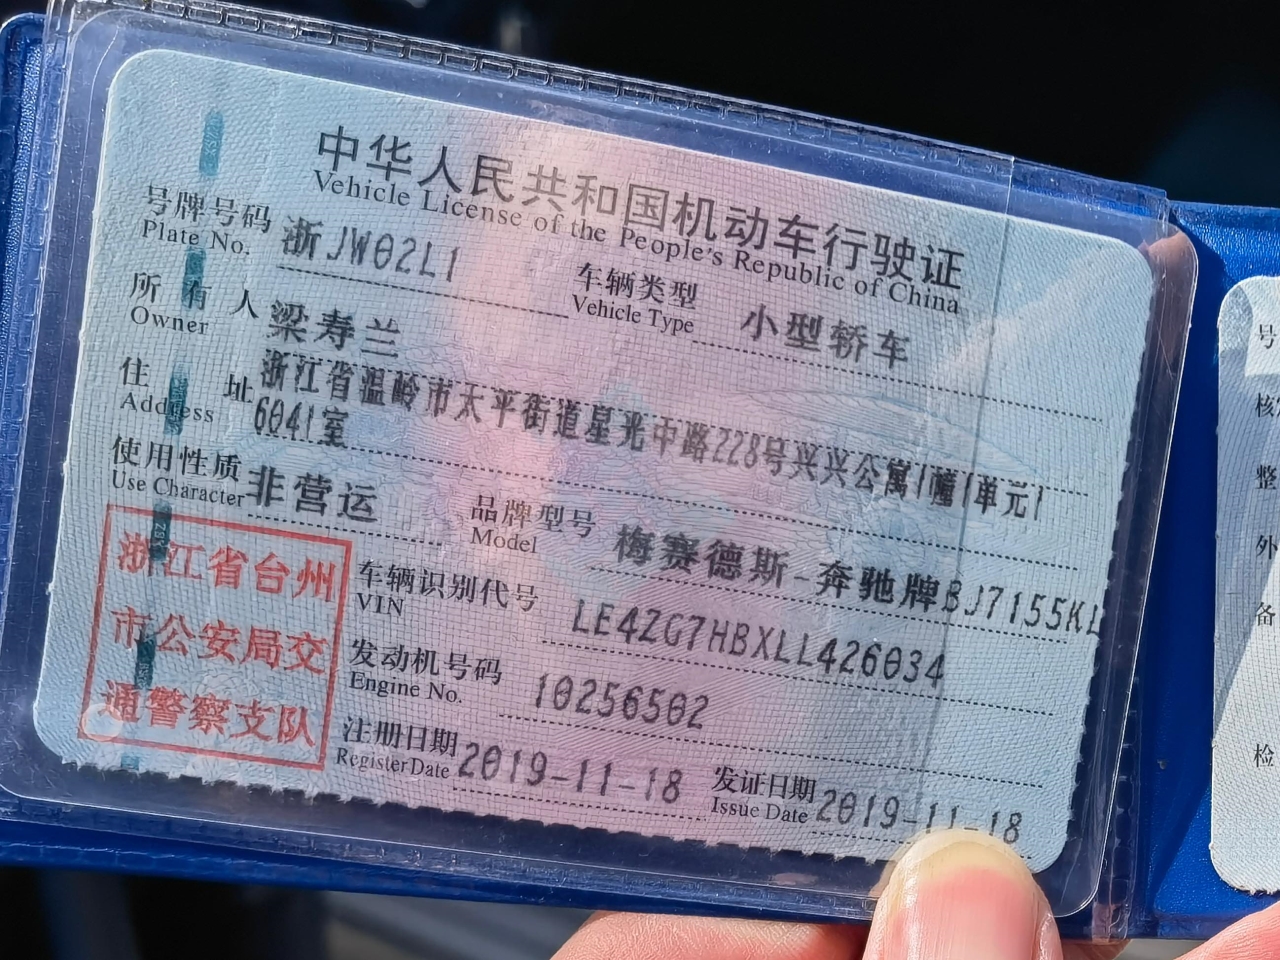 中华人民共和国机动车行驶证
Vehicle License of the People's Republic of China
号牌号码 浙JW02L1 车辆类型 小型轿车
Plate No. Vehicle Type
所有人 梁寿兰
Owner
住址 浙江省温岭市太平街道星光中路228号兴兴公寓1幢1单元1
Address 6041室
使用性质 非营运 品牌型号 梅赛德斯-奔驰牌BJ7155KL
Use Character Model
浙江省台州
市公安局交
通警察支队
车辆识别代号 LE4ZG7HBXLL426034
VIN
发动机号码 10256502
Engine No.
注册日期 2019-11-18 发证日期 2019-11-18
Register Date Issue Date
号
核
整
外
备
检